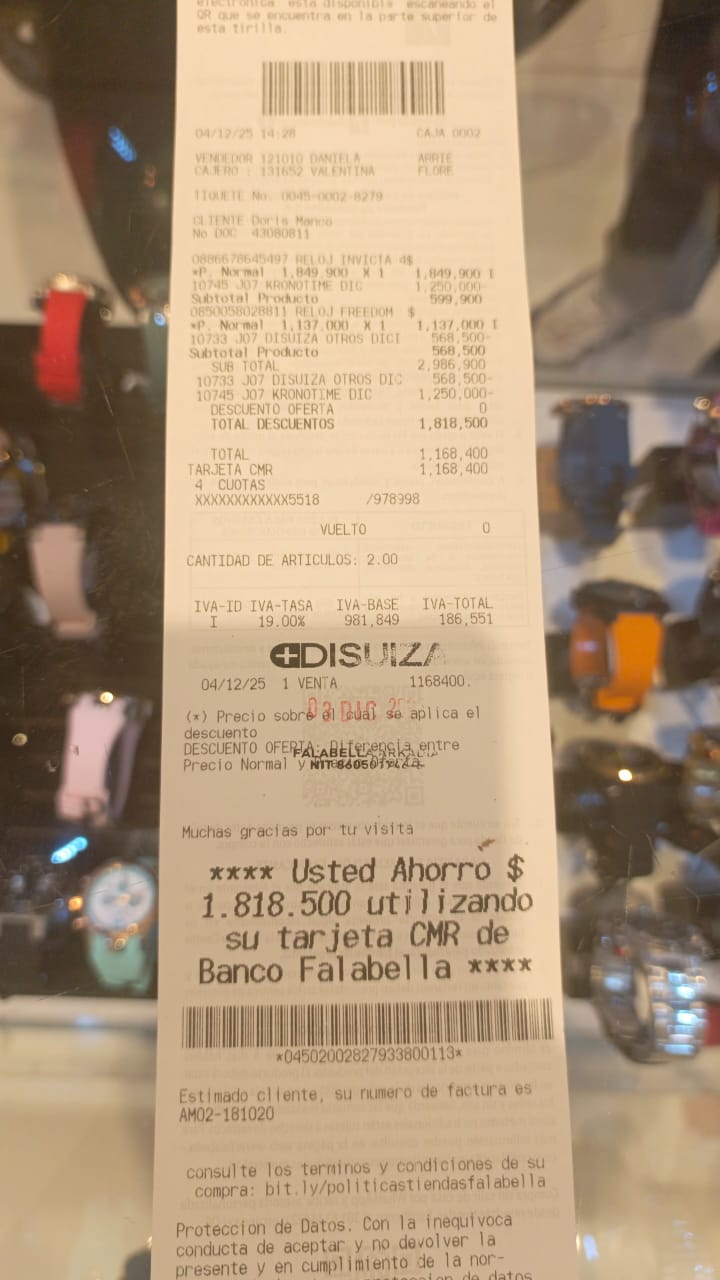 electronica esta disponible escaneando el
QR que se encuentra en la parte superior de
esta tirilla.
04/12/25 14:28 CAJA 0002
VENDEDOR 121010 DANIELA ARRIE
CAJERO : 131652 VALENTINA FLORE
TIQUETE No. 0045-0002-8279
CLIENTE Doris Manco
No DOC 43080811
0886678645497 RELOJ INVICTA 4$
*P. Normal 1,849,900 X 1 1,849,900 I
10745 J07 KRONOTIME DIC 1,250,000-
Subtotal Producto 599,900
0850058028811 RELOJ FREEDOM $
*P. Normal 1,137,000 X 1 1,137,000 I
10733 J07 DISUIZA OTROS DICI 568,500-
Subtotal Producto 568,500
SUB TOTAL 2,986,900
10733 J07 DISUIZA OTROS DIC 568,500-
10745 J07 KRONOTIME DIC 1,250,000-
DESCUENTO OFERTA 0
TOTAL DESCUENTOS 1,818,500
TOTAL 1,168,400
TARJETA CMR 1,168,400
4 CUOTAS
XXXXXXXXXXXX5518 /978998
VUELTO 0
CANTIDAD DE ARTICULOS: 2.00
IVA-ID IVA-TASA IVA-BASE IVA-TOTAL
I 19.00% 981,849 186,551
DISUIZA
04/12/25 1 VENTA 1168400.
03 DIC
(*) Precio sobre el cual se aplica el
descuento
DESCUENTO OFERTA: Diferencia entre
FALABELLA
Precio Normal y Precio Oferta.
NIT
Muchas gracias por tu visita
**** Usted Ahorro $
1.818.500 utilizando
su tarjeta CMR de
Banco Falabella ****
*04502002827933800113*
Estimado cliente, su numero de factura es
AM02-181020
consulte los terminos y condiciones de su
compra: bit.ly/politicastiendasfalabella
Proteccion de Datos. Con la inequivoca
conducta de aceptar y no devolver la
presente y en cumplimiento de la nor-
proteccion de datos